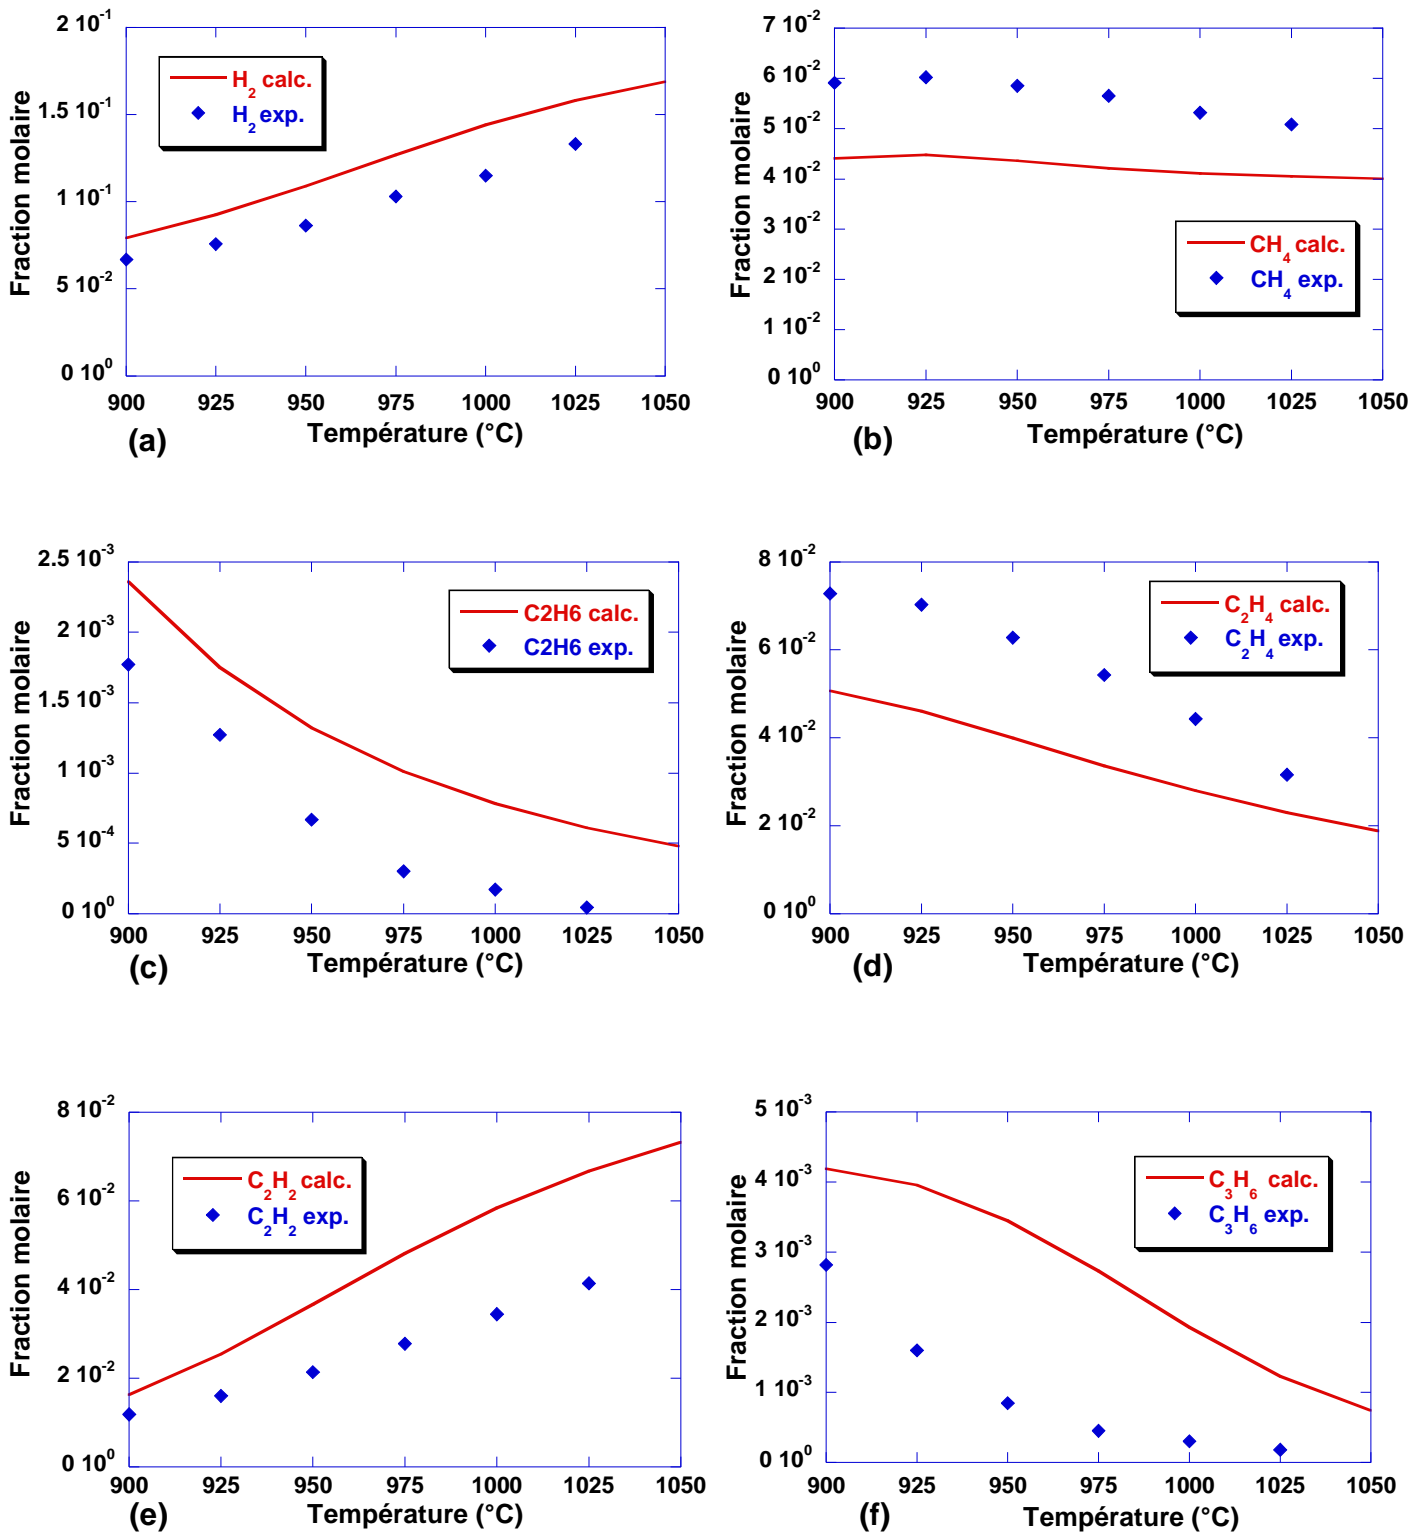 2 10⁻¹
1.5 10⁻¹
1 10⁻¹
5 10⁻²
0 10⁰
Fraction molaire
H₂ calc.
H₂ exp.
900 925 950 975 1000 1025 1050
(a) Température (°C)
7 10⁻²
6 10⁻²
5 10⁻²
4 10⁻²
3 10⁻²
2 10⁻²
1 10⁻²
0 10⁰
Fraction molaire
CH₄ calc.
CH₄ exp.
900 925 950 975 1000 1025 1050
(b) Température (°C)
2.5 10⁻³
2 10⁻³
1.5 10⁻³
1 10⁻³
5 10⁻⁴
0 10⁰
Fraction molaire
C2H6 calc.
C2H6 exp.
900 925 950 975 1000 1025 1050
(c) Température (°C)
8 10⁻²
6 10⁻²
4 10⁻²
2 10⁻²
0 10⁰
Fraction molaire
C₂H₄ calc.
C₂H₄ exp.
900 925 950 975 1000 1025 1050
(d) Température (°C)
8 10⁻²
6 10⁻²
4 10⁻²
2 10⁻²
0 10⁰
Fraction molaire
C₂H₂ calc.
C₂H₂ exp.
900 925 950 975 1000 1025 1050
(e) Température (°C)
5 10⁻³
4 10⁻³
3 10⁻³
2 10⁻³
1 10⁻³
0 10⁰
Fraction molaire
C₃H₆ calc.
C₃H₆ exp.
900 925 950 975 1000 1025 1050
(f) Température (°C)